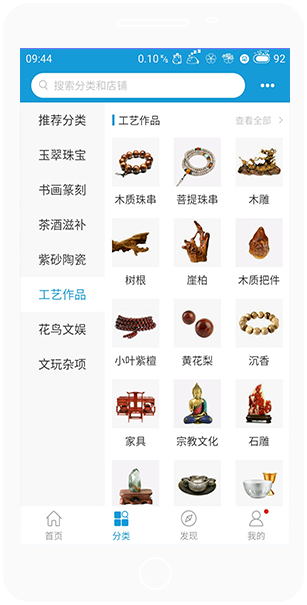 09:44 0.10 % 92
搜索分类和店铺
推荐分类
玉翠珠宝
书画篆刻
茶酒滋补
紫砂陶瓷
工艺作品
花鸟文娱
文玩杂项
工艺作品 查看全部
木质珠串 菩提珠串 木雕
树根 崖柏 木质把件
小叶紫檀 黄花梨 沉香
家具 宗教文化 石雕
首页 分类 发现 我的